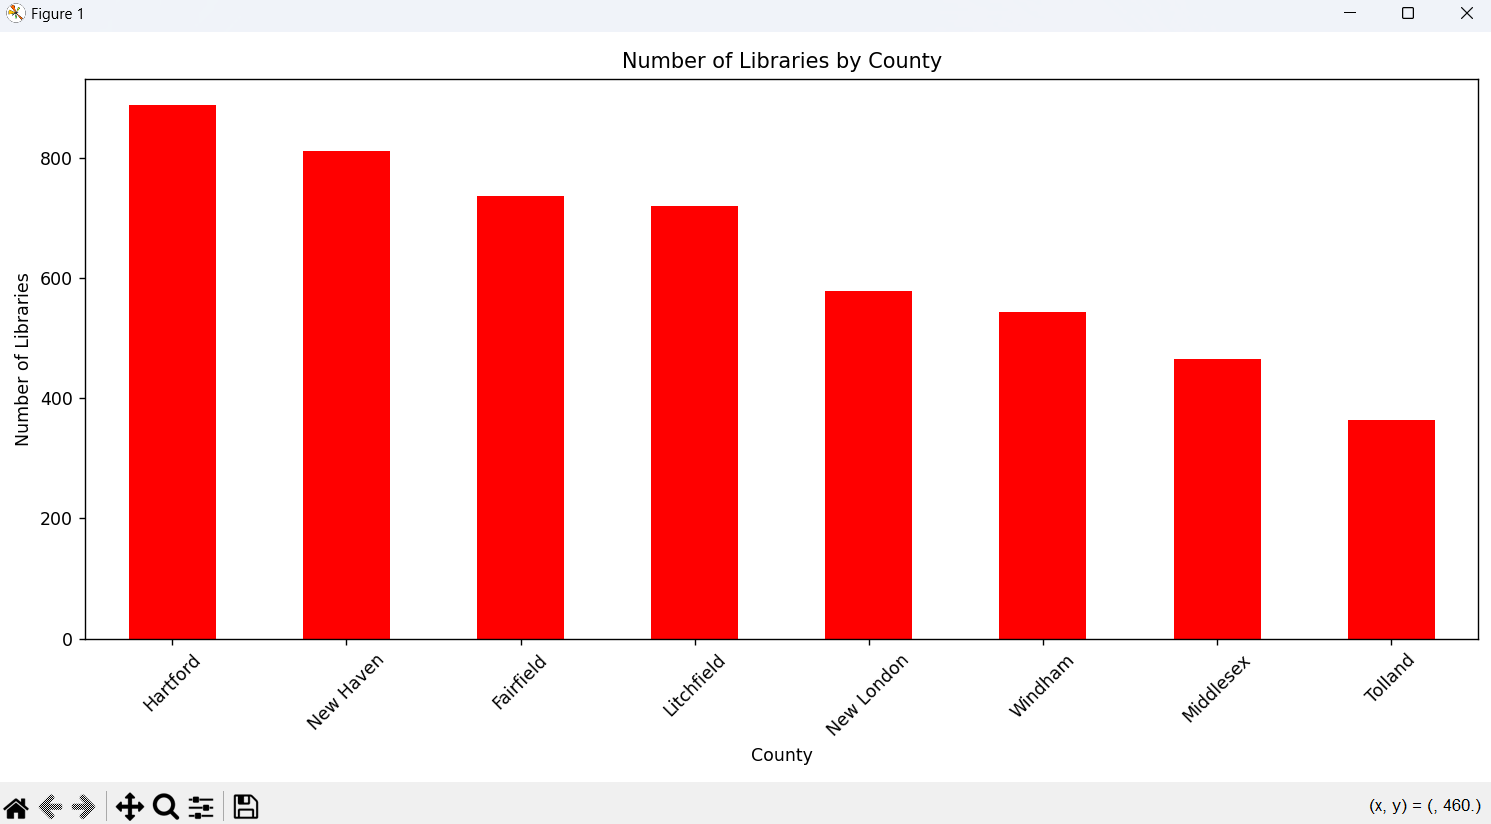 Figure 1
Number of Libraries by County
Number of Libraries
800
600
400
200
0
Hartford
New Haven
Fairfield
Litchfield
New London
Windham
Middlesex
Tolland
County
(x, y) = (, 460.)